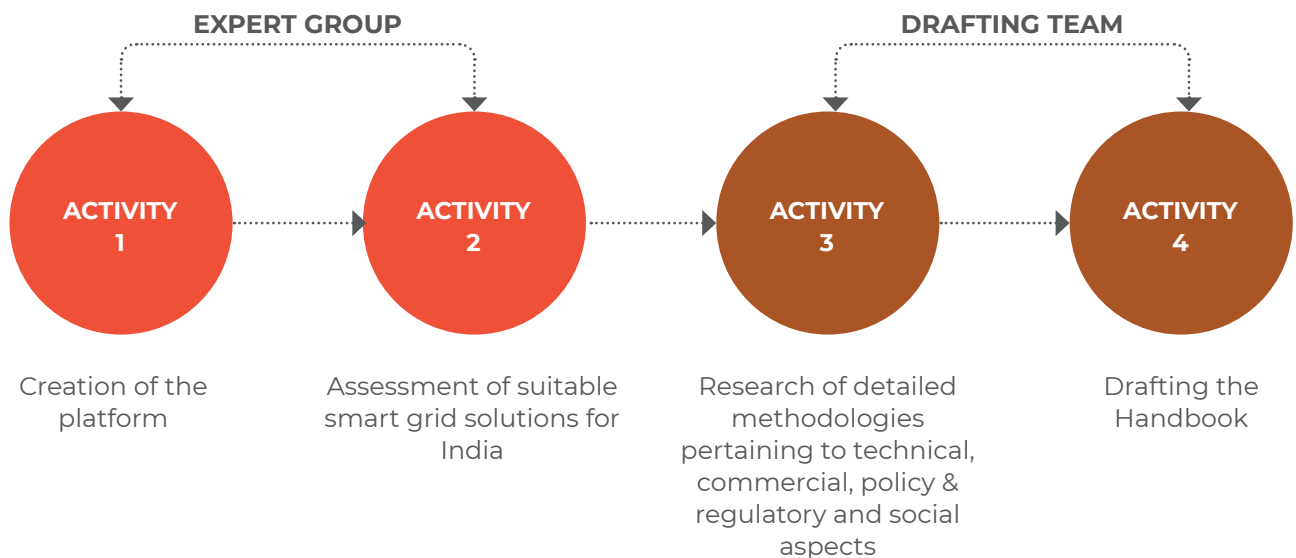 EXPERT GROUP
DRAFTING TEAM
ACTIVITY
1
ACTIVITY
2
ACTIVITY
3
ACTIVITY
4
Creation of the
platform
Assessment of suitable
smart grid solutions for
India
Research of detailed
methodologies
pertaining to technical,
commercial, policy &
regulatory and social
aspects
Drafting the
Handbook